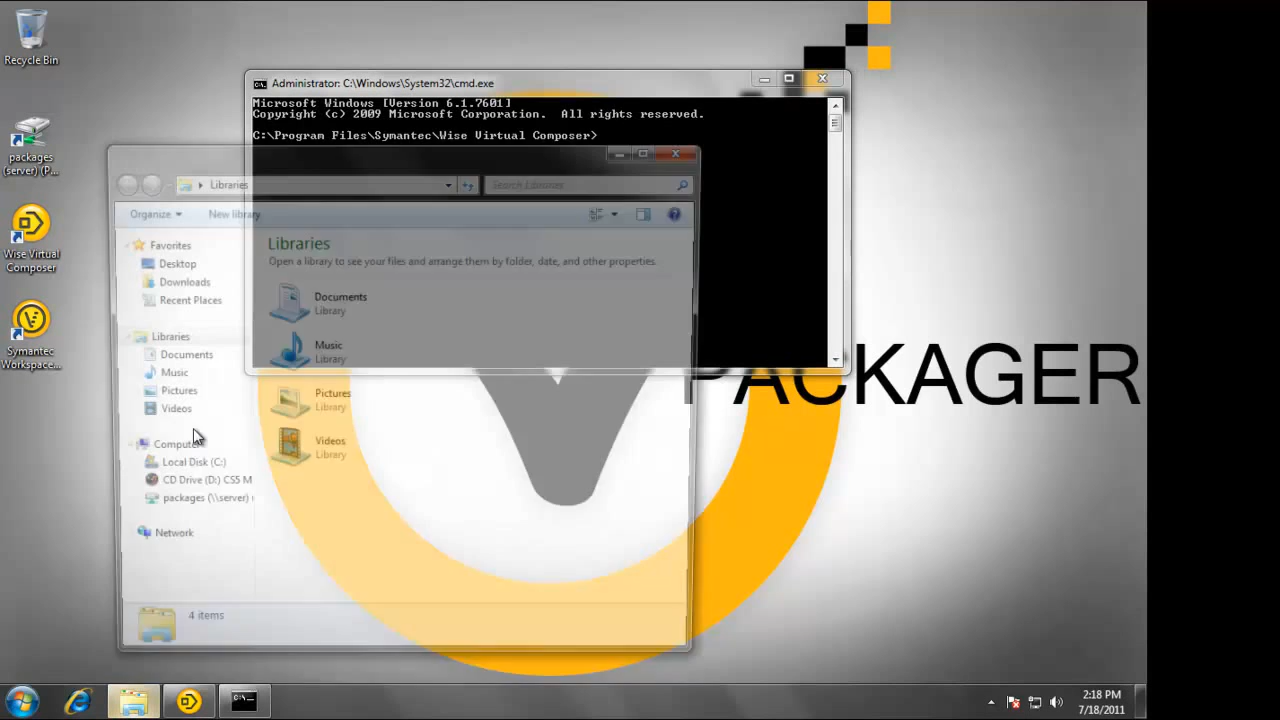 Recycle Bin
packages
(server) (P...
Wise Virtual
Composer
Symantec
Workspace...
Administrator: C:\Windows\System32\cmd.exe
Microsoft Windows [Version 6.1.7601]
Copyright (c) 2009 Microsoft Corporation.  All rights reserved.
C:\Program Files\Symantec\Wise Virtual Composer>
Libraries
Search Libraries
Organize
New library
Favorites
Desktop
Downloads
Recent Places
Libraries
Documents
Music
Pictures
Videos
Computer
Local Disk (C:)
CD Drive (D:) CS5 M
packages (\\server)
Network
Libraries
Open a library to see your files and arrange them by folder, date, and other properties.
Documents
Library
Music
Library
Pictures
Library
Videos
Library
4 items
PACKAGER
2:18 PM
7/18/2011